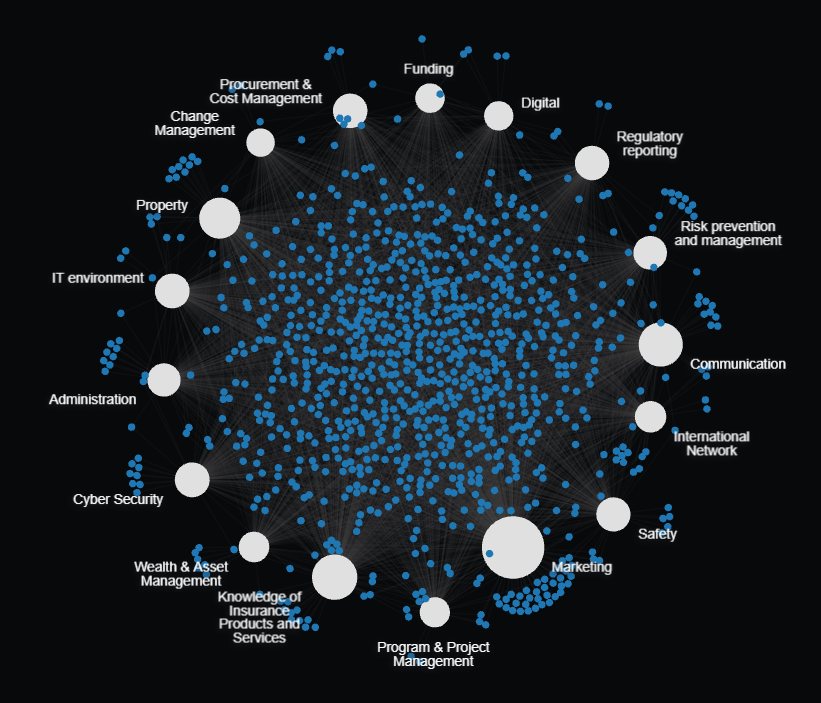 Funding
Procurement &
Cost Management
Digital
Change
Management
Regulatory
reporting
Property
Risk prevention
and management
IT environment
Communication
Administration
International
Network
Cyber Security
Safety
Wealth & Asset
Management
Marketing
Knowledge of
Insurance
Products and
Services
Program & Project
Management